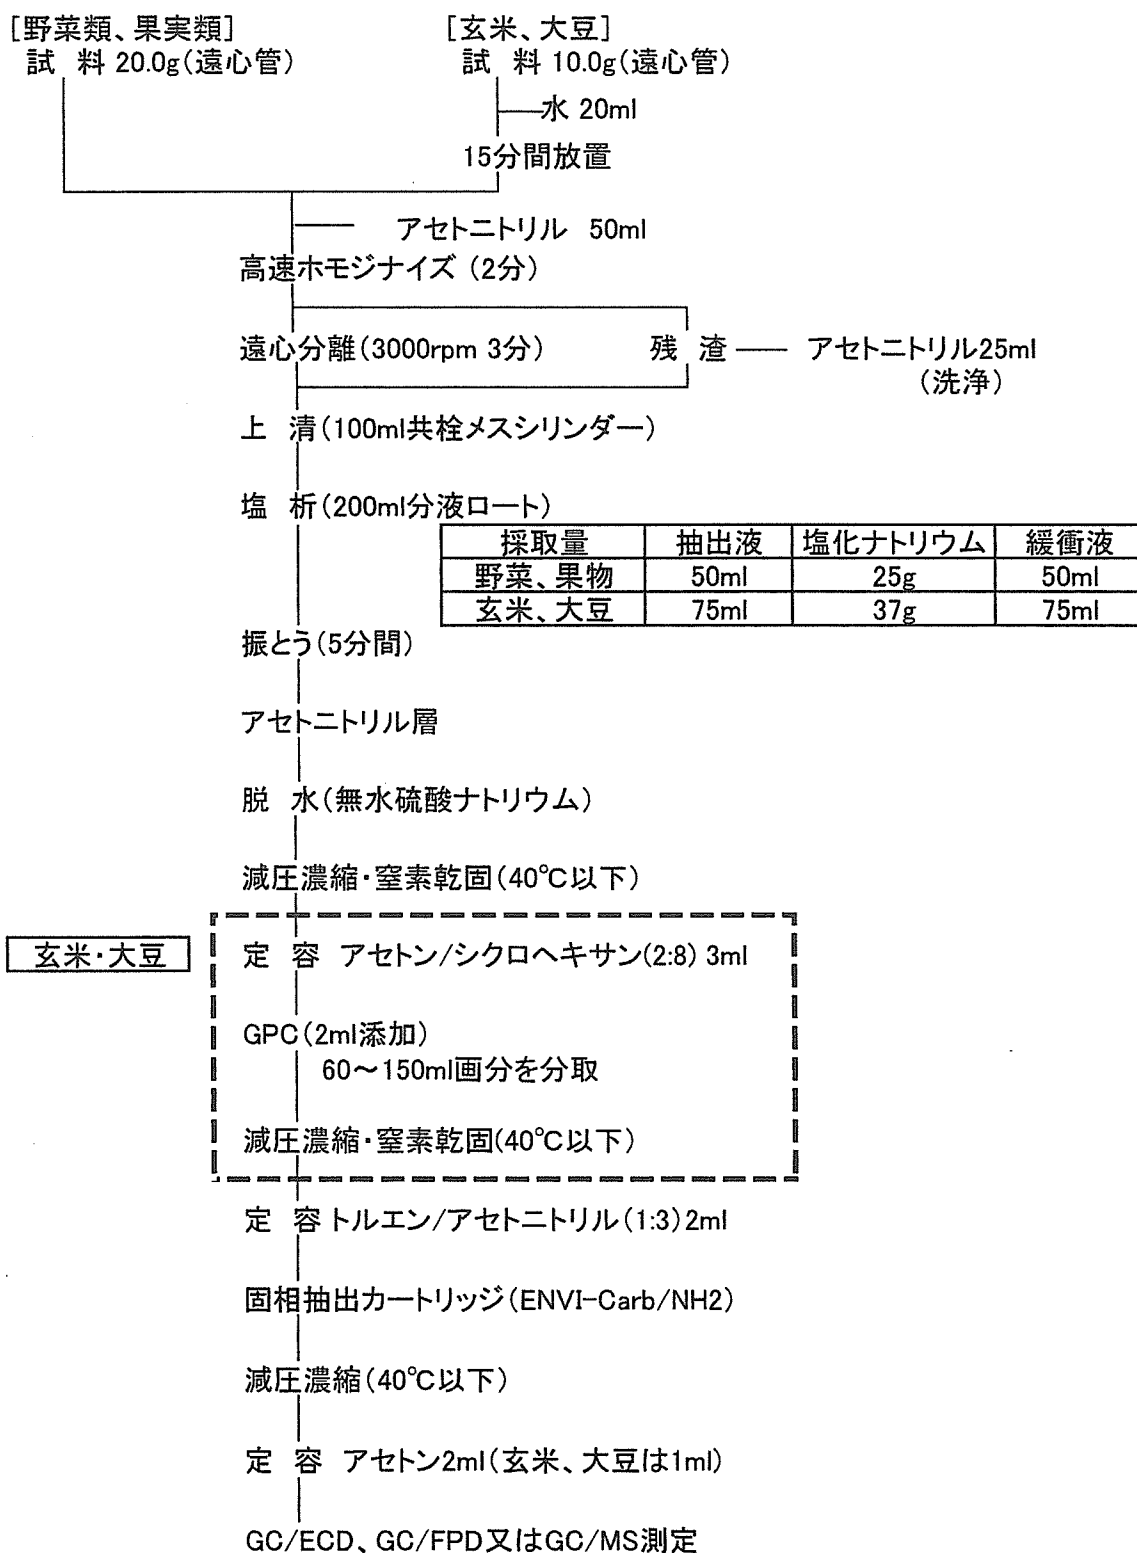 [野菜類、果実類]
試 料 20.0g(遠心管)
[玄米、大豆]
試 料 10.0g(遠心管)
水 20ml
15分間放置
アセトニトリル 50ml
高速ホモジナイズ (2分)
遠心分離(3000rpm 3分)
残 渣
アセトニトリル25ml
(洗浄)
上 清(100ml共栓メスシリンダー)
塩 析(200ml分液ロート)
採取量 抽出液 塩化ナトリウム 緩衝液
野菜、果物 50ml 25g 50ml
玄米、大豆 75ml 37g 75ml
振とう(5分間)
アセトニトリル層
脱 水(無水硫酸ナトリウム)
減圧濃縮・窒素乾固(40℃以下)
玄米・大豆
定 容 アセトン/シクロヘキサン(2:8) 3ml
GPC(2ml添加)
60～150ml画分を分取
減圧濃縮・窒素乾固(40℃以下)
定 容 トルエン/アセトニトリル(1:3)2ml
固相抽出カートリッジ(ENVI-Carb/NH2)
減圧濃縮(40℃以下)
定 容 アセトン2ml(玄米、大豆は1ml)
GC/ECD、GC/FPD又はGC/MS測定